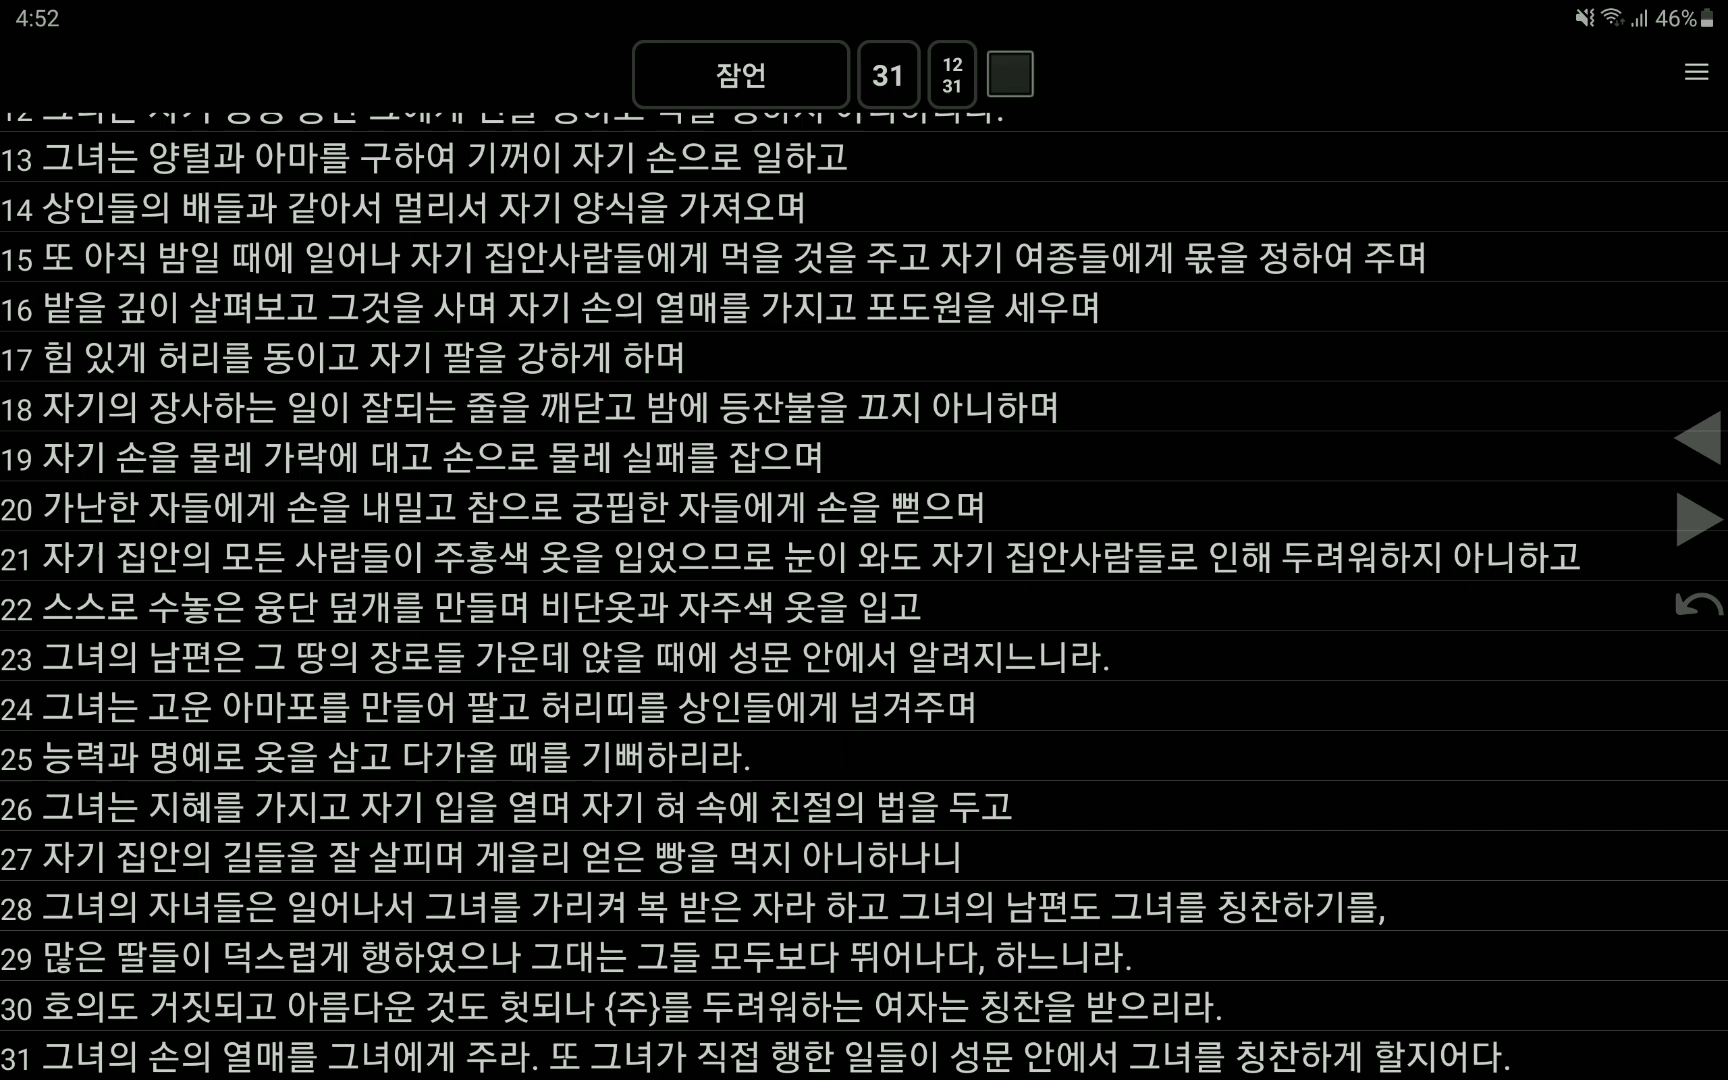 4:52
46%
잠언
31
12
31
13 그녀는 양털과 아마를 구하여 기꺼이 자기 손으로 일하고
14 상인들의 배들과 같아서 멀리서 자기 양식을 가져오며
15 또 아직 밤일 때에 일어나 자기 집안사람들에게 먹을 것을 주고 자기 여종들에게 몫을 정하여 주며
16 밭을 깊이 살펴보고 그것을 사며 자기 손의 열매를 가지고 포도원을 세우며
17 힘 있게 허리를 동이고 자기 팔을 강하게 하며
18 자기의 장사하는 일이 잘되는 줄을 깨닫고 밤에 등잔불을 끄지 아니하며
19 자기 손을 물레 가락에 대고 손으로 물레 실패를 잡으며
20 가난한 자들에게 손을 내밀고 참으로 궁핍한 자들에게 손을 뻗으며
21 자기 집안의 모든 사람들이 주홍색 옷을 입었으므로 눈이 와도 자기 집안사람들로 인해 두려워하지 아니하고
22 스스로 수놓은 융단 덮개를 만들며 비단옷과 자주색 옷을 입고
23 그녀의 남편은 그 땅의 장로들 가운데 앉을 때에 성문 안에서 알려지느니라.
24 그녀는 고운 아마포를 만들어 팔고 허리띠를 상인들에게 넘겨주며
25 능력과 명예로 옷을 삼고 다가올 때를 기뻐하리라.
26 그녀는 지혜를 가지고 자기 입을 열며 자기 혀 속에 친절의 법을 두고
27 자기 집안의 길들을 잘 살피며 게을리 얻은 빵을 먹지 아니하나니
28 그녀의 자녀들은 일어나서 그녀를 가리켜 복 받은 자라 하고 그녀의 남편도 그녀를 칭찬하기를,
29 많은 딸들이 덕스럽게 행하였으나 그대는 그들 모두보다 뛰어나다, 하느니라.
30 호의도 거짓되고 아름다운 것도 헛되나 {주}를 두려워하는 여자는 칭찬을 받으리라.
31 그녀의 손의 열매를 그녀에게 주라. 또 그녀가 직접 행한 일들이 성문 안에서 그녀를 칭찬하게 할지어다.